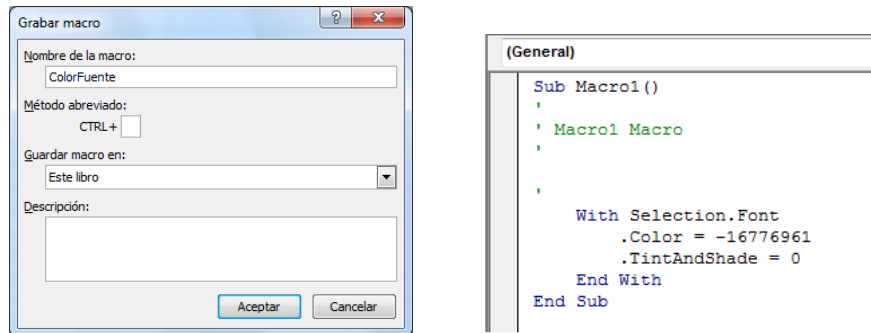 Grabar macro
Nombre de la macro:
ColorFuente
Método abreviado:
CTRL+
Guardar macro en:
Este libro
Descripción:
Aceptar Cancelar
(General)
Sub Macro1()
'
' Macro1 Macro
'
'
With Selection.Font
.Color = -16776961
.TintAndShade = 0
End With
End Sub